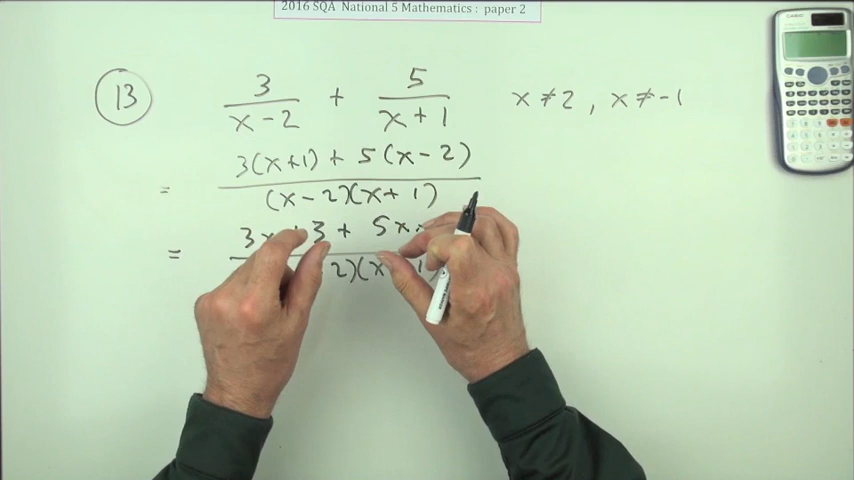 2016 SQA National 5 Mathematics : paper 2
13
3/(x-2) + 5/(x+1) x ≠ 2 , x ≠ -1
= 3(x+1) + 5(x-2)
(x-2)(x+1)
= 3 + 5x
2)(x
CASIO